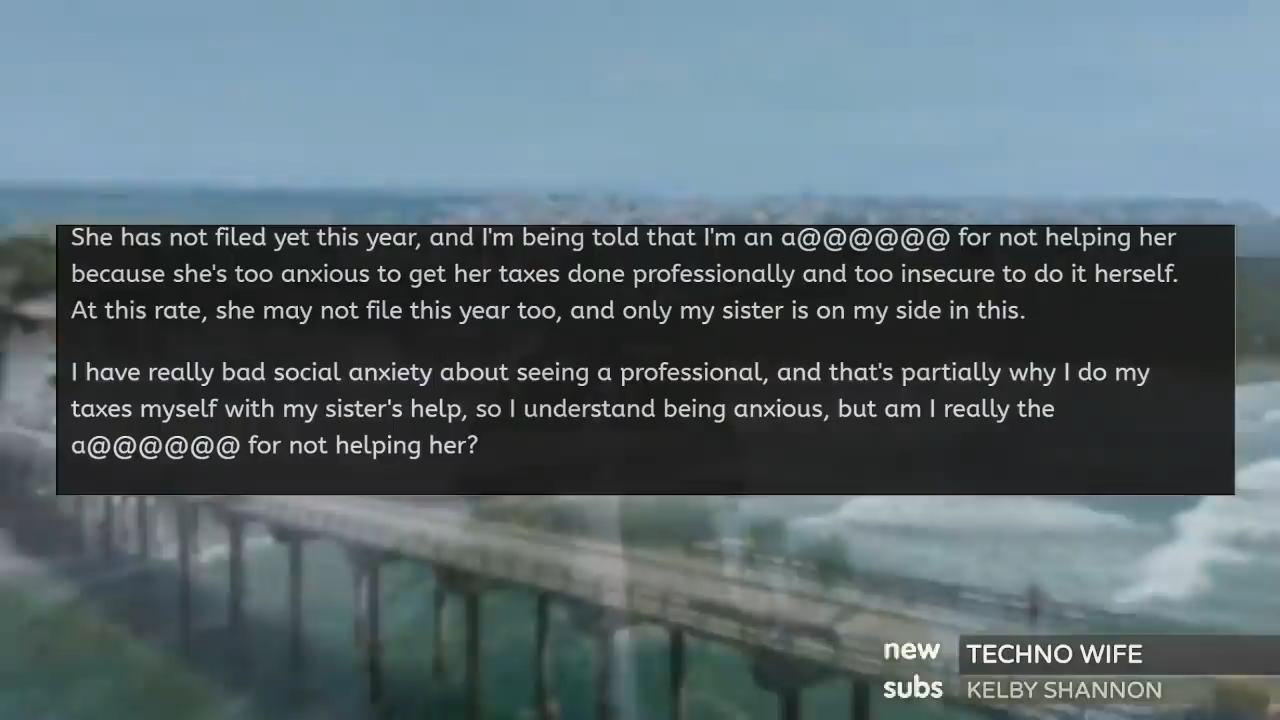 She has not filed yet this year, and I'm being told that I'm an a@@@@@@ for not helping her
because she's too anxious to get her taxes done professionally and too insecure to do it herself.
At this rate, she may not file this year too, and only my sister is on my side in this.
I have really bad social anxiety about seeing a professional, and that's partially why I do my
taxes myself with my sister's help, so I understand being anxious, but am I really the
a@@@@@@ for not helping her?
new TECHNO WIFE
subs KELBY SHANNON